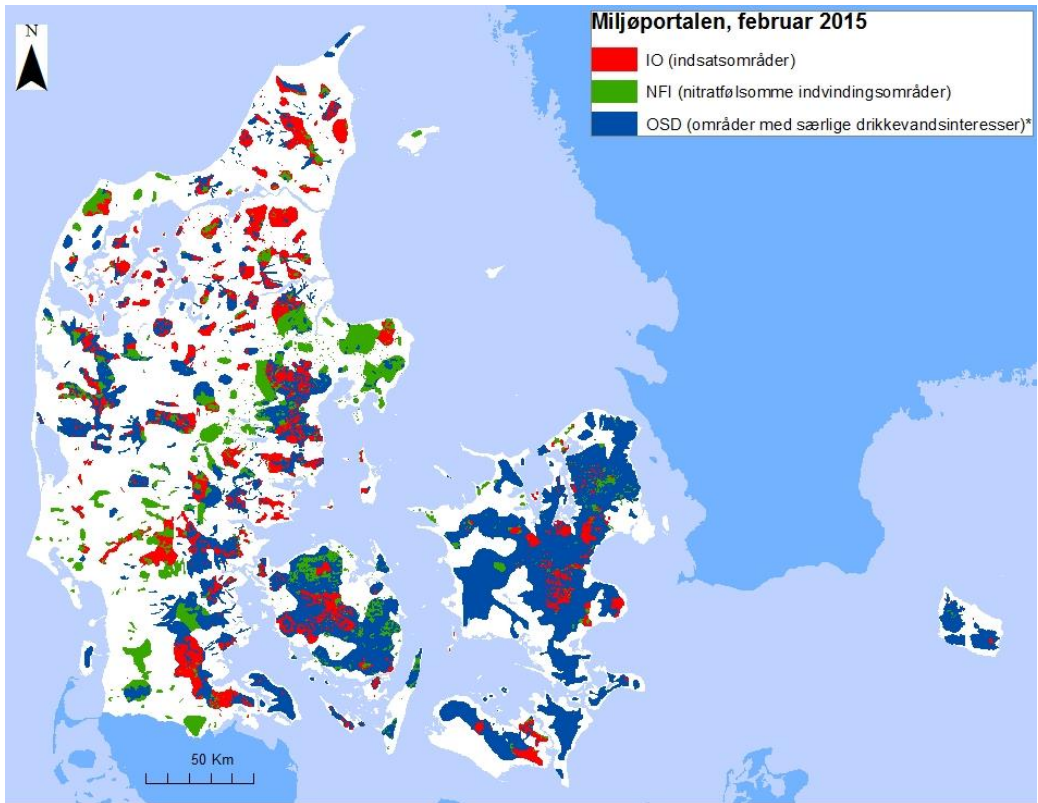 N
Miljøportalen, februar 2015
IO (indsatsområder)
NFI (nitratfølsomme indvindingsområder)
OSD (områder med særlige drikkevandsinteresser)*
50 Km